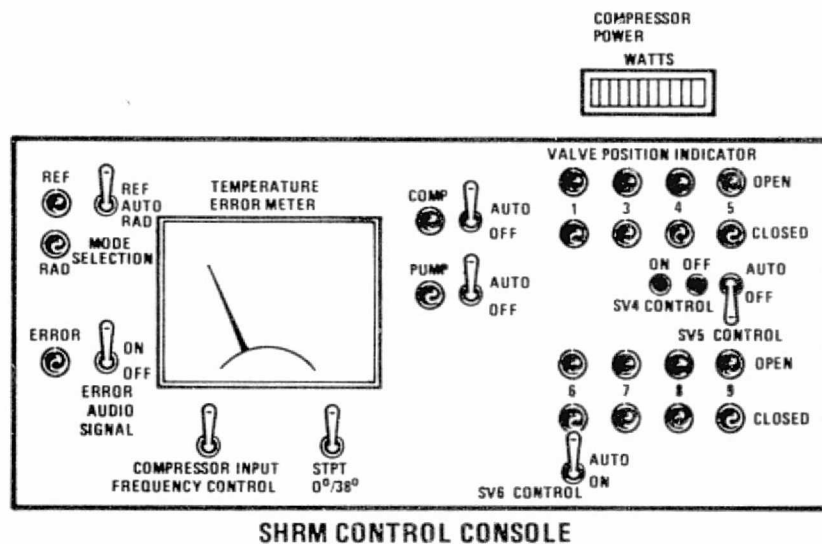 COMPRESSOR
POWER
WATTS
VALVE POSITION INDICATOR
REF
REF
AUTO
RAD
MODE
SELECTION
RAD
TEMPERATURE
ERROR METER
COMP
AUTO
OFF
PUMP
AUTO
OFF
OPEN
1 3 4 5
CLOSED
ON OFF
AUTO
OFF
SV4 CONTROL
SV5 CONTROL
ERROR
ON
OFF
ERROR
AUDIO
SIGNAL
OPEN
6 7 8 9
CLOSED
COMPRESSOR INPUT
FREQUENCY CONTROL
STPT
0°/38°
AUTO
ON
SV6 CONTROL
SHRM CONTROL CONSOLE